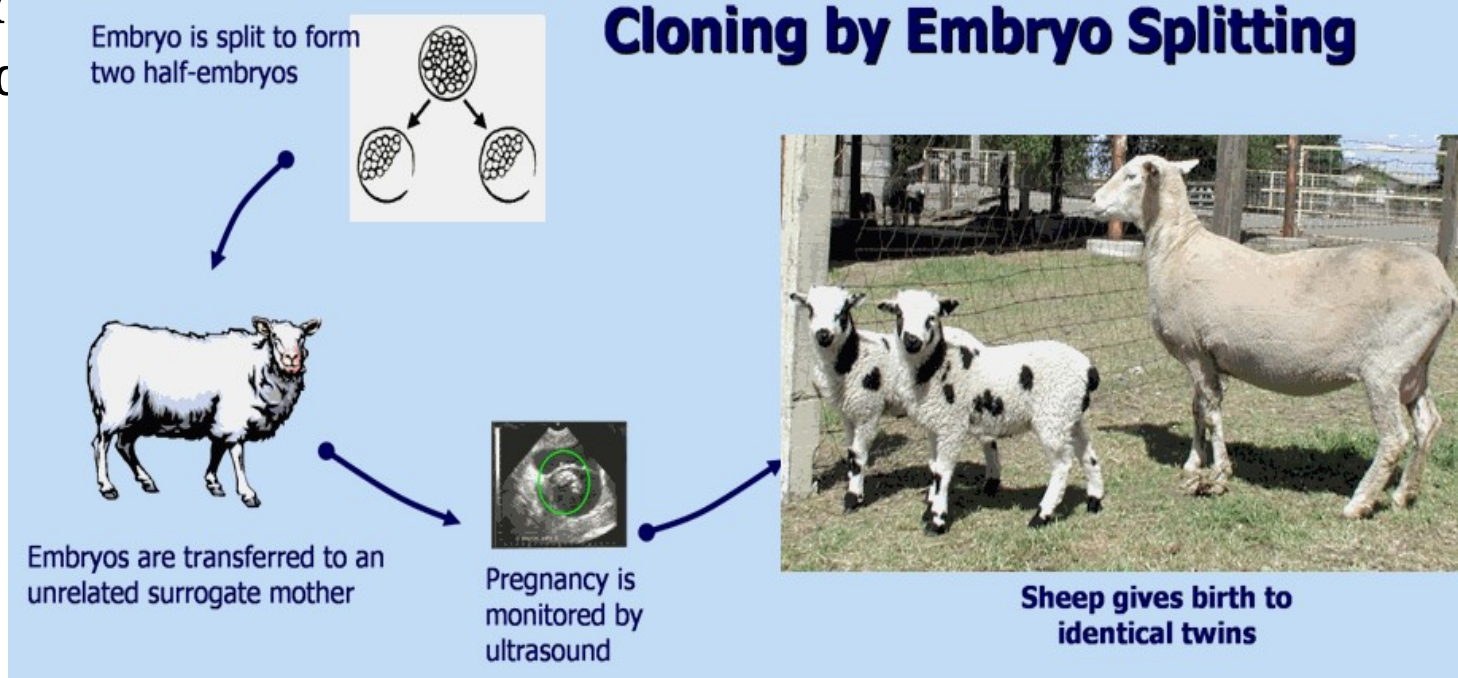 Cloning by Embryo Splitting
Embryo is split to form
two half-embryos
Embryos are transferred to an
unrelated surrogate mother
Pregnancy is
monitored by
ultrasound
Sheep gives birth to
identical twins